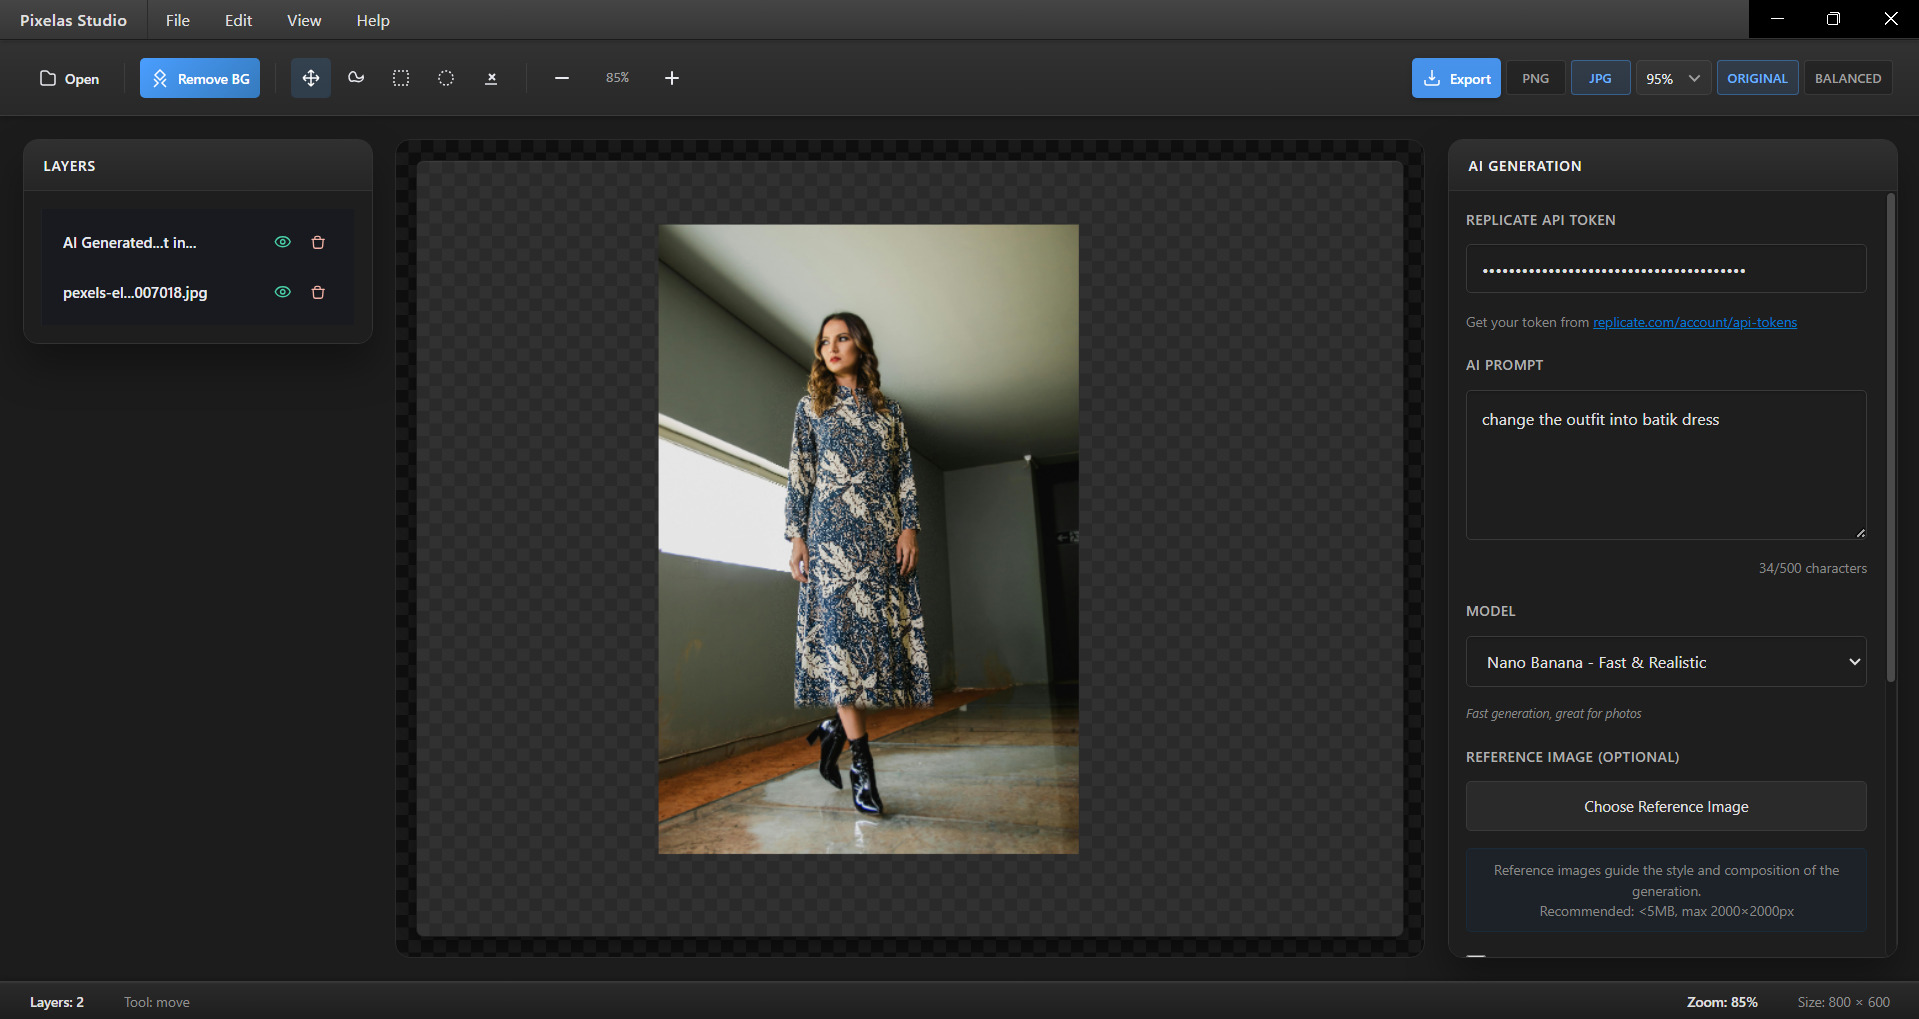 Pixelas Studio
File
Edit
View
Help
Open
Remove BG
85%
Export
PNG
JPG
95%
ORIGINAL
BALANCED
LAYERS
AI Generated...t in...
pexels-el...007018.jpg
AI GENERATION
REPLICATE API TOKEN
••••••••••••••••••••••••••••••••••••••••
Get your token from replicate.com/account/api-tokens
AI PROMPT
change the outfit into batik dress
34/500 characters
MODEL
Nano Banana - Fast & Realistic
Fast generation, great for photos
REFERENCE IMAGE (OPTIONAL)
Choose Reference Image
Reference images guide the style and composition of the
generation.
Recommended: <5MB, max 2000×2000px
Layers: 2
Tool: move
Zoom: 85%
Size: 800 × 600